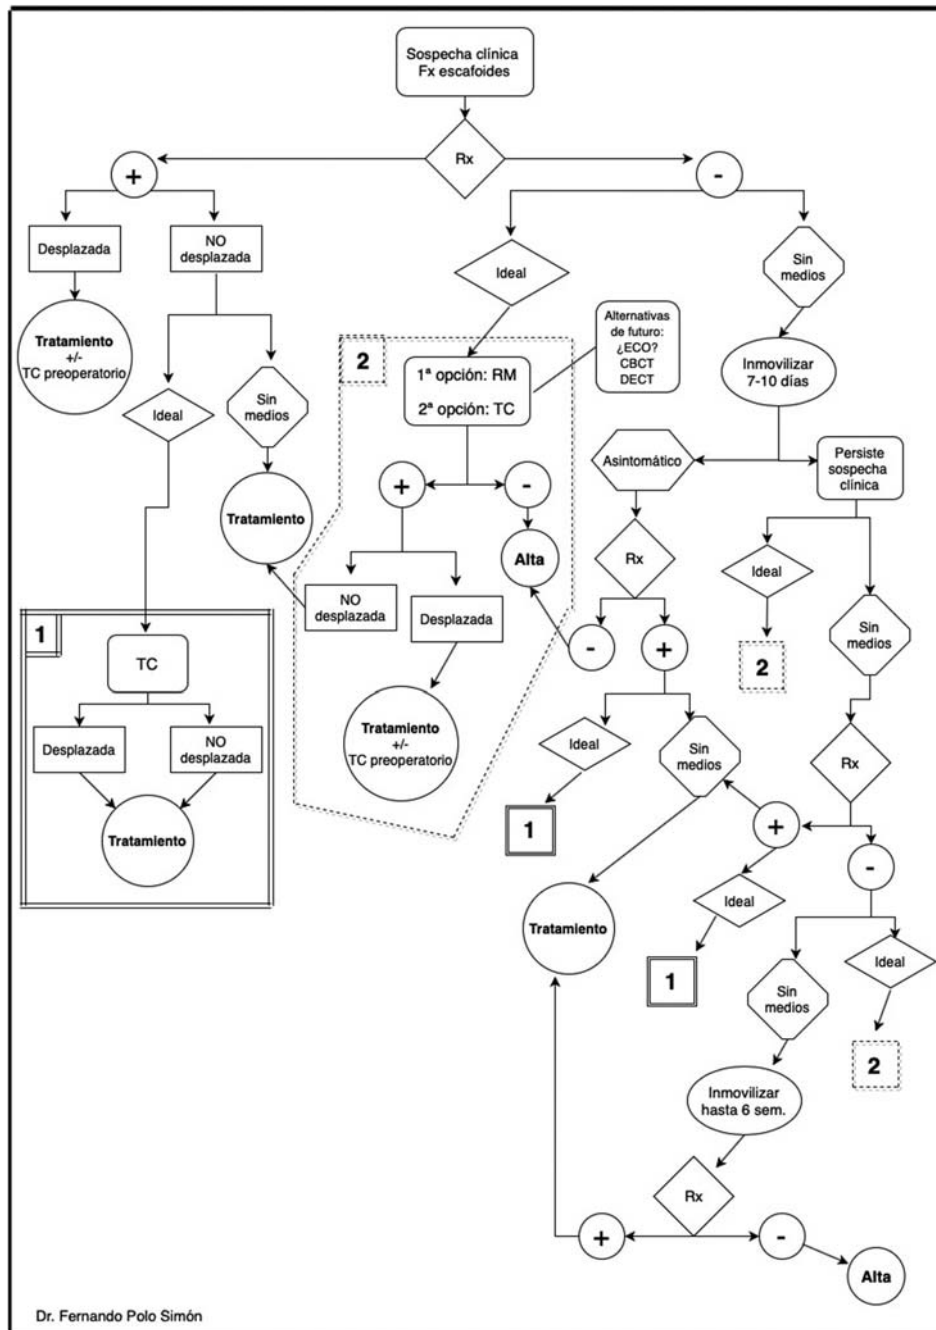 Sospecha clínica
Fx escafoides
Rx
+
-
Desplazada
NO
desplazada
Ideal
Sin
medios
Tratamiento
+/-
TC preoperatorio
Alternativas
de futuro:
¿ECO?
CBCT
DECT
2
1ª opción: RM
2ª opción: TC
Inmovilizar
7-10 días
Ideal
Sin
medios
Asintomático
Persiste
sospecha
clínica
+
-
Tratamiento
Alta
Rx
Ideal
NO
desplazada
Desplazada
-
+
2
Sin
medios
1
TC
Tratamiento
+/-
TC preoperatorio
Desplazada
NO
desplazada
Ideal
Sin
medios
Rx
Tratamiento
1
+
-
Ideal
Tratamiento
1
Sin
medios
Ideal
2
Inmovilizar
hasta 6 sem.
Rx
+
-
Alta
Dr. Fernando Polo Simón